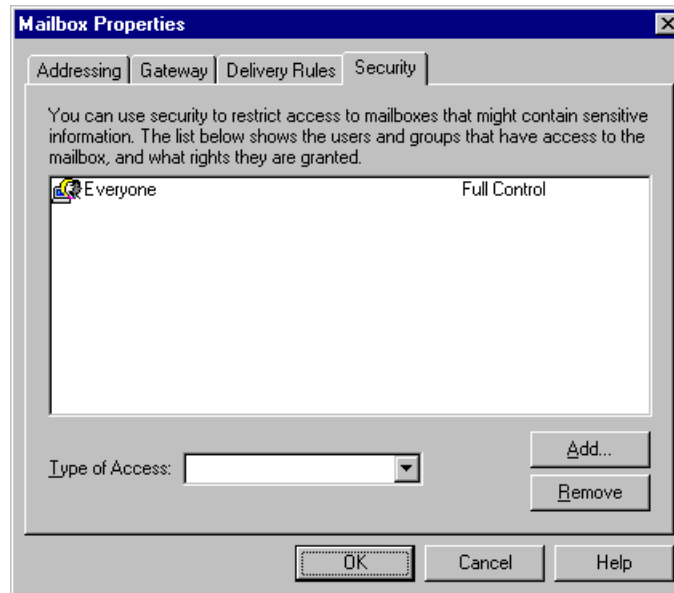 Mailbox Properties
Addressing Gateway Delivery Rules Security
You can use security to restrict access to mailboxes that might contain sensitive
information. The list below shows the users and groups that have access to the
mailbox, and what rights they are granted.
Everyone Full Control
Type of Access:
Add...
Remove
OK Cancel Help